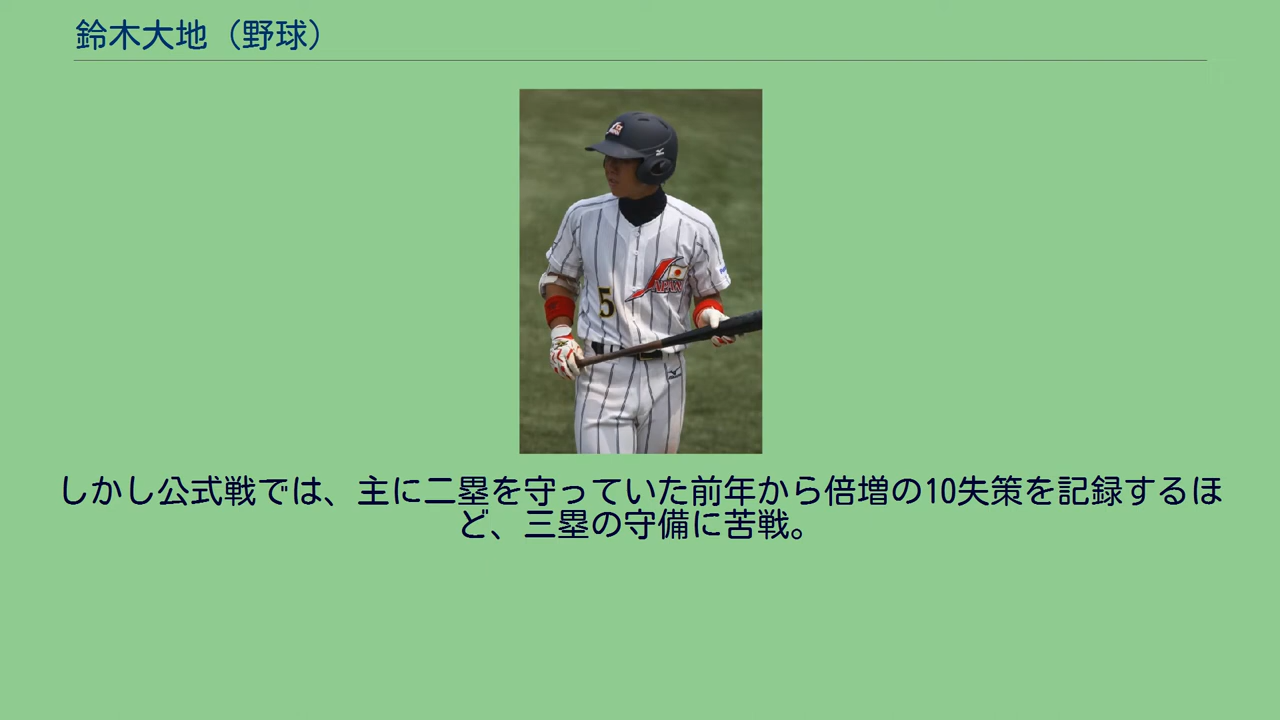 鈴木大地（野球）
5
JAPAN
しかし公式戦では、主に二塁を守っていた前年から倍増の10失策を記録するほ
ど、三塁の守備に苦戦。